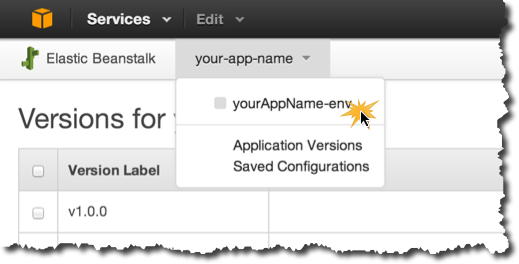 Services Edit
Elastic Beanstalk your-app-name
yourAppName-env
Versions for
Application Versions
Saved Configurations
Version Label
v1.0.0